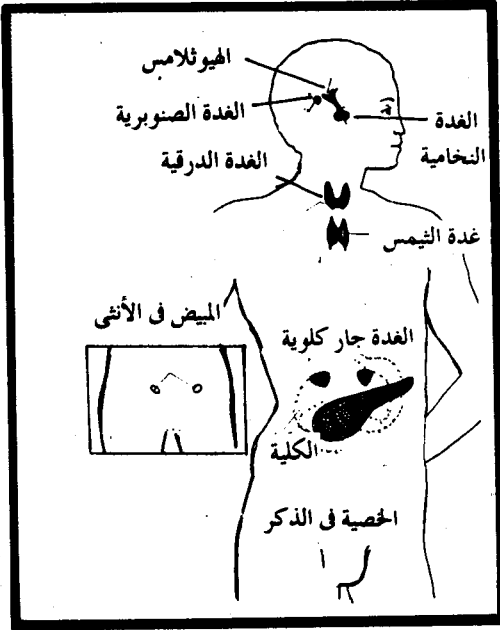 الهيوثلامس
الغدة الصنوبرية
الغدة
النخامية
الغدة الدرقية
غدة الثيمس
المبيض فى الأنثى
الغدة جار كلوية
الكلية
الخصية فى الذكر